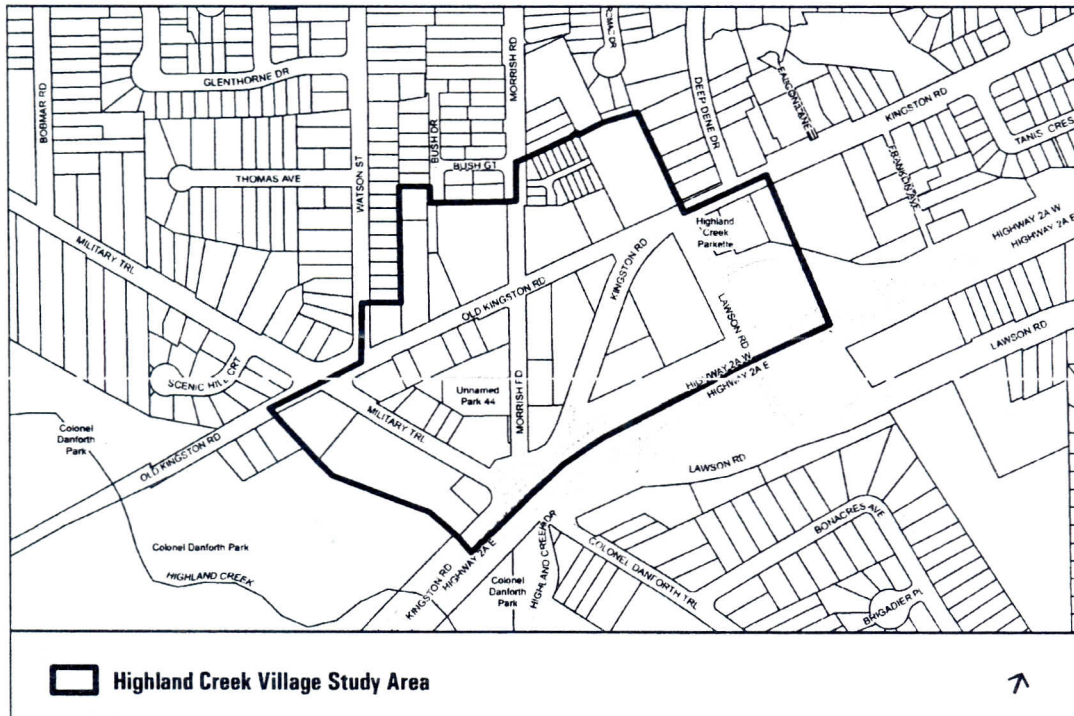 BOBMAR RD
GLENTHORNE DR
THOMAS AVE
WATSON ST
BUSH DR
BUSH GT
MORRISH RD
DEEP DENE DR
KINGSTON RD
TANIS CRES
FRANSON AVE
HIGHWAY 2A W
HIGHWAY 2A E
LAWSON RD
Highland
Creek
Parkette
MILITARY TRL
OLD KINGSTON RD
KINGSTON RD
LAWSON RD
HIGHWAY 2A W
HIGHWAY 2A E
SCENIC HILL CRT
Unnamed
Park 44
MORRISH RD
MILITARY TRL
Colonel
Danforth
Park
OLD KINGSTON RD
LAWSON RD
BONACRES AVE
Colonel Danforth Park
HIGHLAND CREEK
KINGSTON RD
HIGHWAY 2A E
Colonel
Danforth
Park
HIGHLAND CREEK DR
COLONEL DANFORTH TRL
BRIGADIER PL
Highland Creek Village Study Area